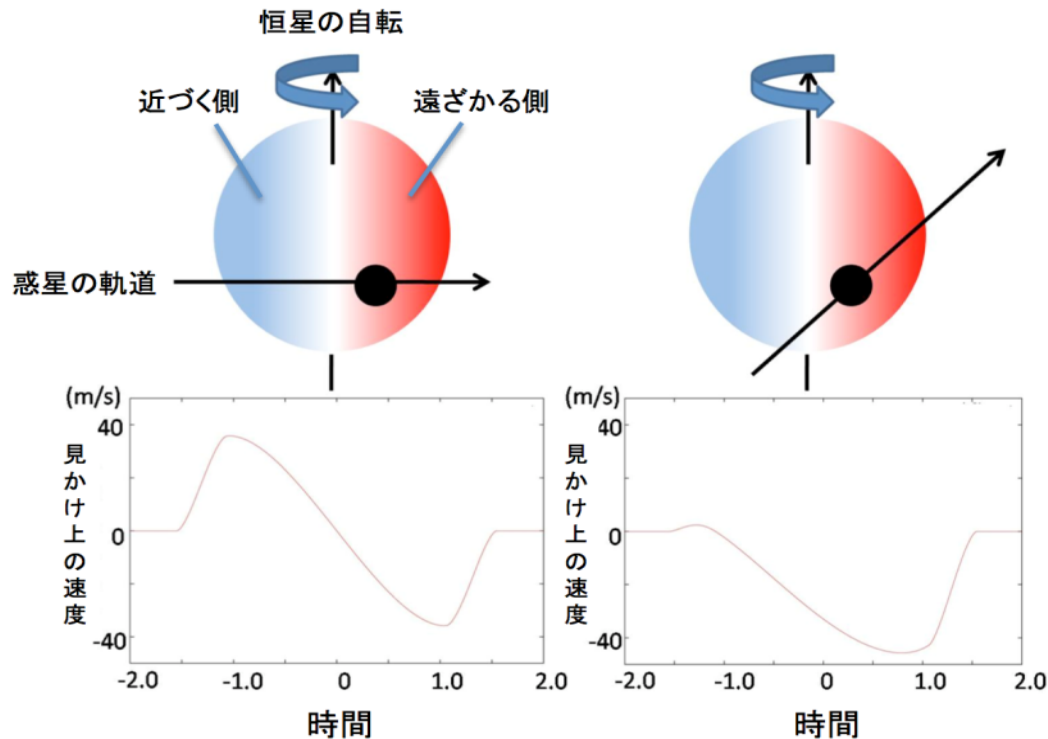 恒星の自転
近づく側
遠ざかる側
惑星の軌道
(m/s)
40
0
-40
見かけ上の速度
-2.0
-1.0
0
1.0
2.0
時間
(m/s)
40
0
-40
見かけ上の速度
-2.0
-1.0
0
1.0
2.0
時間